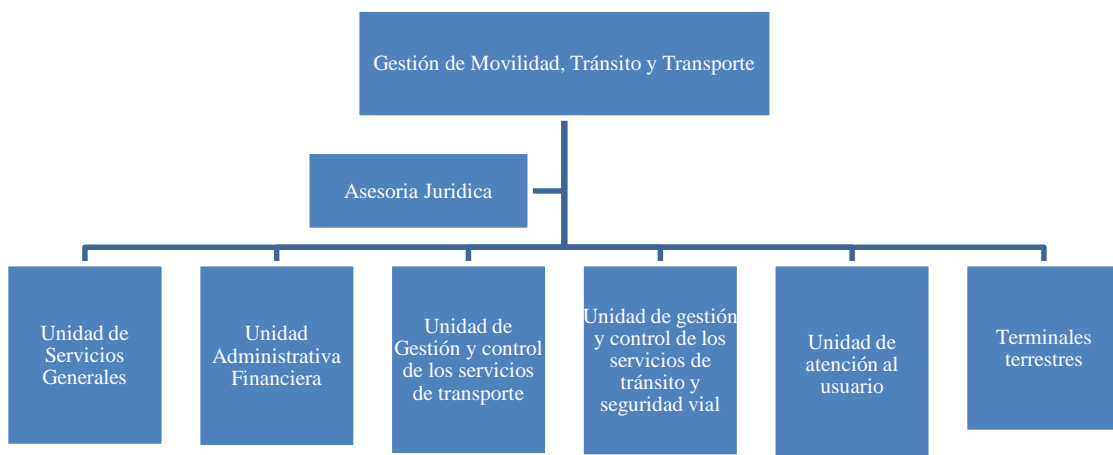 Gestión de Movilidad, Tránsito y Transporte
Asesoria Juridica
Unidad de
Servicios
Generales
Unidad
Administrativa
Financiera
Unidad de
Gestión y control
de los servicios
de transporte
Unidad de gestión
y control de los
servicios de
tránsito y
seguridad vial
Unidad de
atención al
usuario
Terminales
terrestres